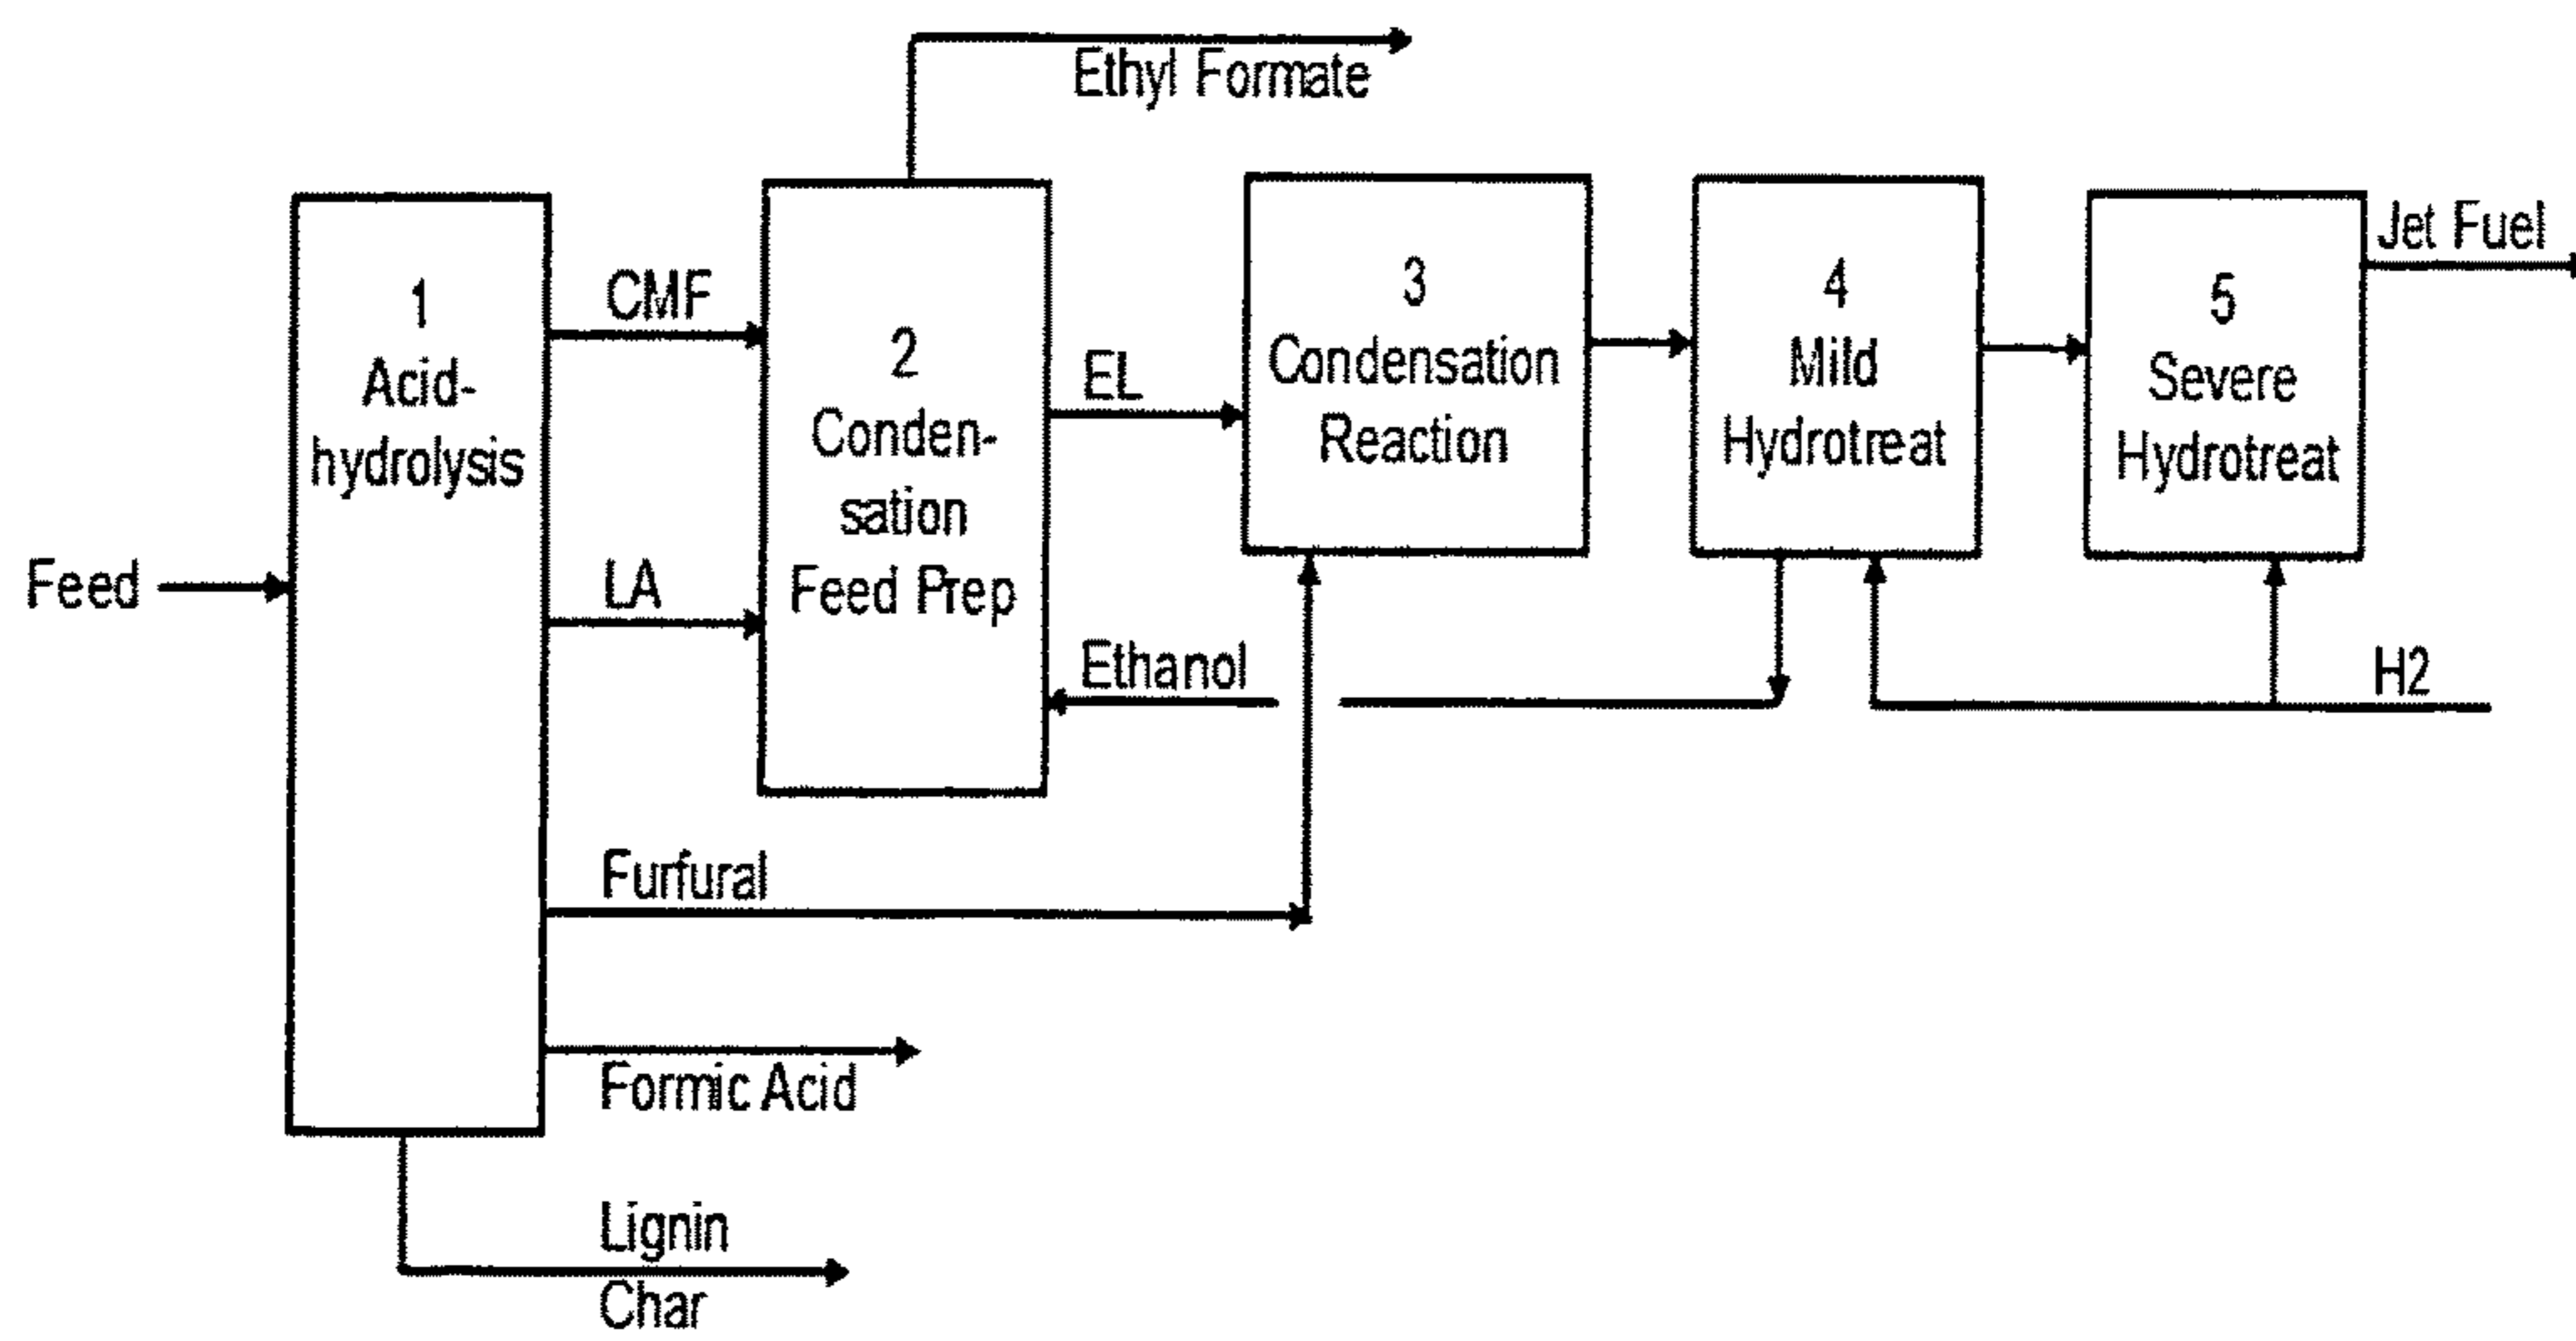 Ethyl Formate
1
Acid-
hydrolysis
CMF
LA
Feed
2
Conden-
sation
Feed Prep
EL
Ethanol
3
Condensation
Reaction
4
Mild
Hydrotreat
5
Severe
Hydrotreat
Jet Fuel
H2
Furfural
Formic Acid
Lignin
Char